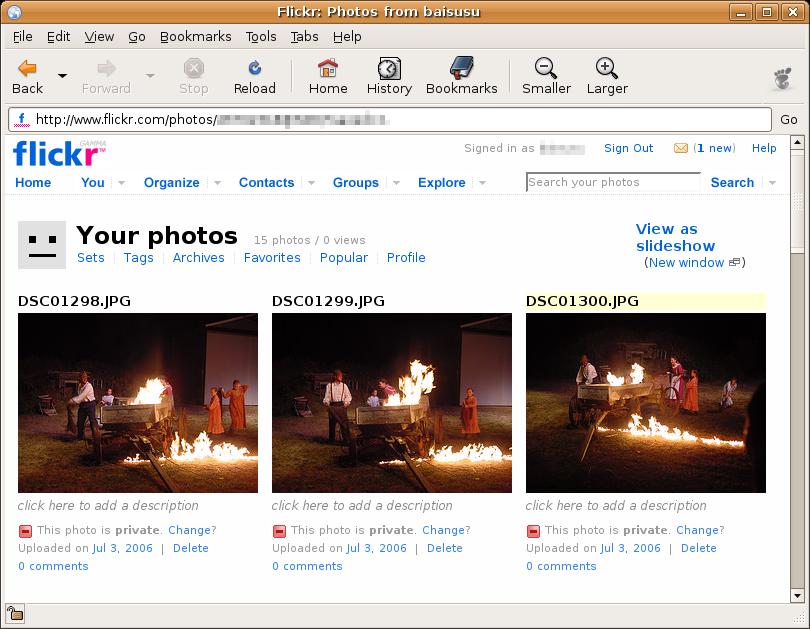 Flickr: Photos from baisusu
File Edit View Go Bookmarks Tools Tabs Help
Back Forward Stop Reload Home History Bookmarks Smaller Larger
http://www.flickr.com/photos/ Go
flickr GAMMA TM Signed in as Sign Out (1 new) Help
Home You Organize Contacts Groups Explore Search your photos Search
Your photos 15 photos / 0 views
Sets Tags Archives Favorites Popular Profile
View as
slideshow
(New window)
DSC01298.JPG DSC01299.JPG DSC01300.JPG
click here to add a description click here to add a description click here to add a description
This photo is private. Change? This photo is private. Change? This photo is private. Change?
Uploaded on Jul 3, 2006 | Delete Uploaded on Jul 3, 2006 | Delete Uploaded on Jul 3, 2006 | Delete
0 comments 0 comments 0 comments